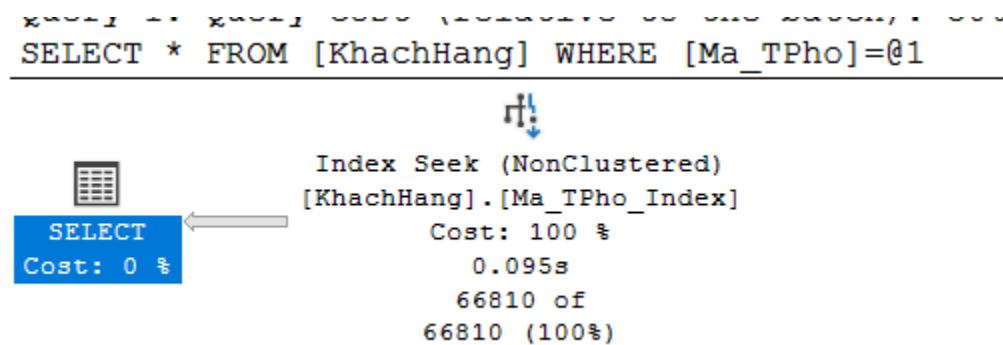 SELECT * FROM [KhachHang] WHERE [Ma_TPho]=@1
Index Seek (NonClustered)
[KhachHang].[Ma_TPho_Index]
Cost: 100 %
0.095s
66810 of
66810 (100%)
SELECT
Cost: 0 %